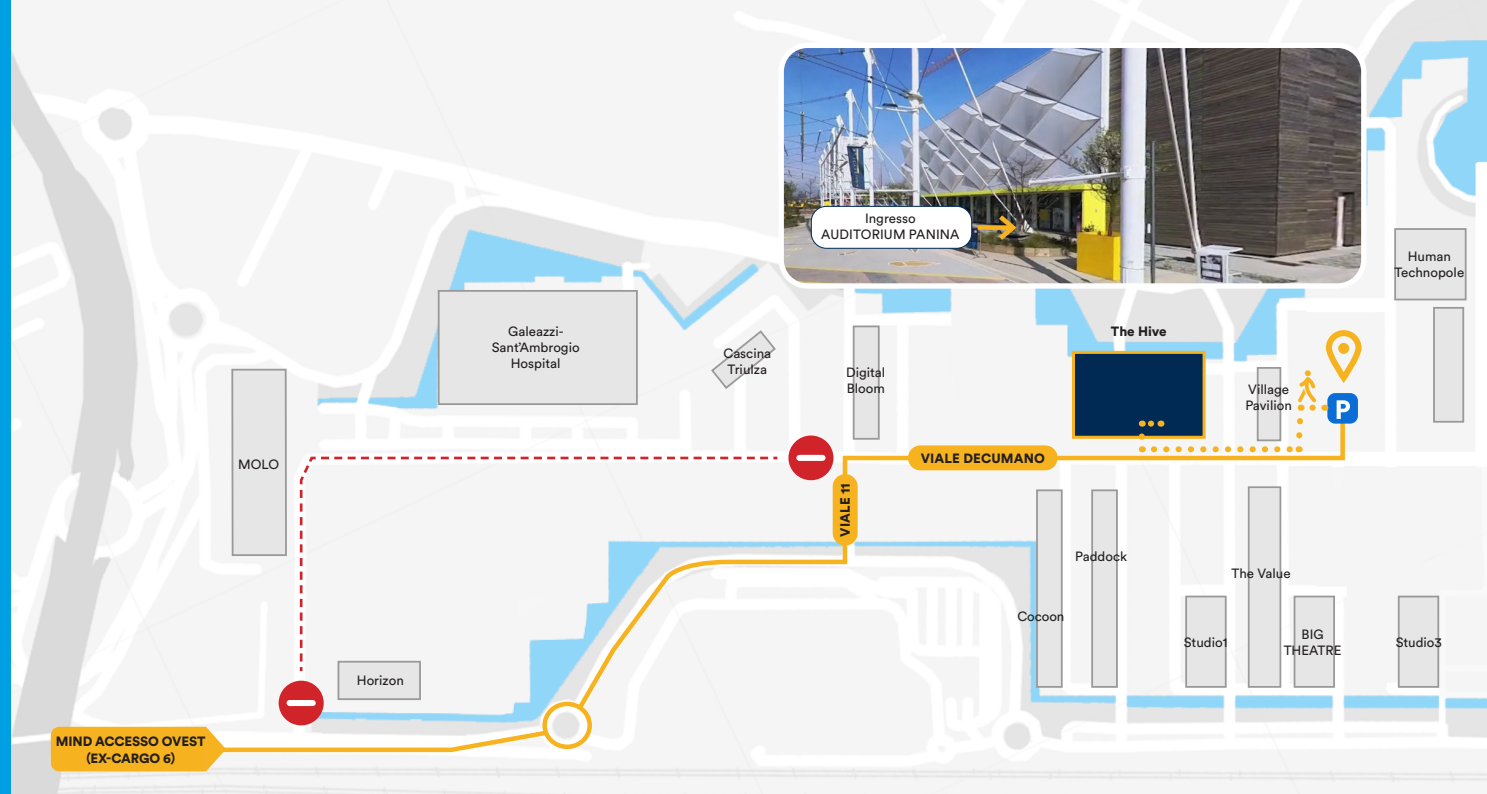 Ingresso
AUDITORIUM PANINA
Human
Technopole
The Hive
Galeazzi-
Sant'Ambrogio
Hospital
Cascina
Triulza
Digital
Bloom
Village
Pavilion
P
MOLO
VIALE DECUMANO
VIALE 11
Paddock
The Value
Cocoon
Studio1
BIG
THEATRE
Studio3
Horizon
MIND ACCESSO OVEST
(EX-CARGO 6)